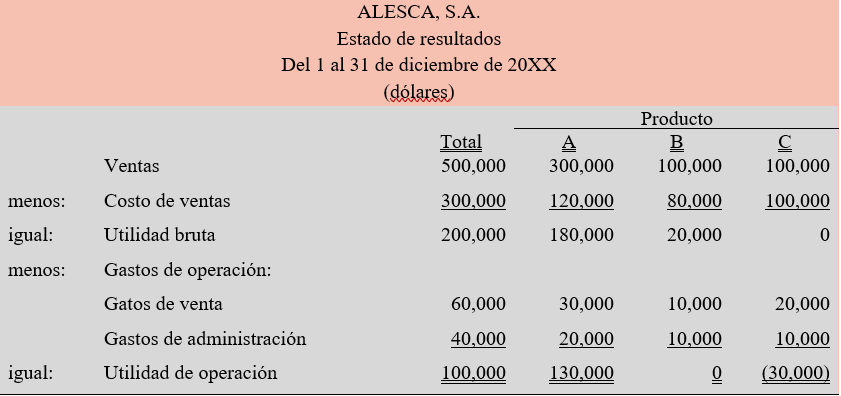 ALESCA, S.A.
Estado de resultados
Del 1 al 31 de diciembre de 20XX
(dólares)
Producto
Total A B C
Ventas 500,000 300,000 100,000 100,000
menos: Costo de ventas 300,000 120,000 80,000 100,000
igual: Utilidad bruta 200,000 180,000 20,000 0
menos: Gastos de operación:
Gatos de venta 60,000 30,000 10,000 20,000
Gastos de administración 40,000 20,000 10,000 10,000
igual: Utilidad de operación 100,000 130,000 0 (30,000)